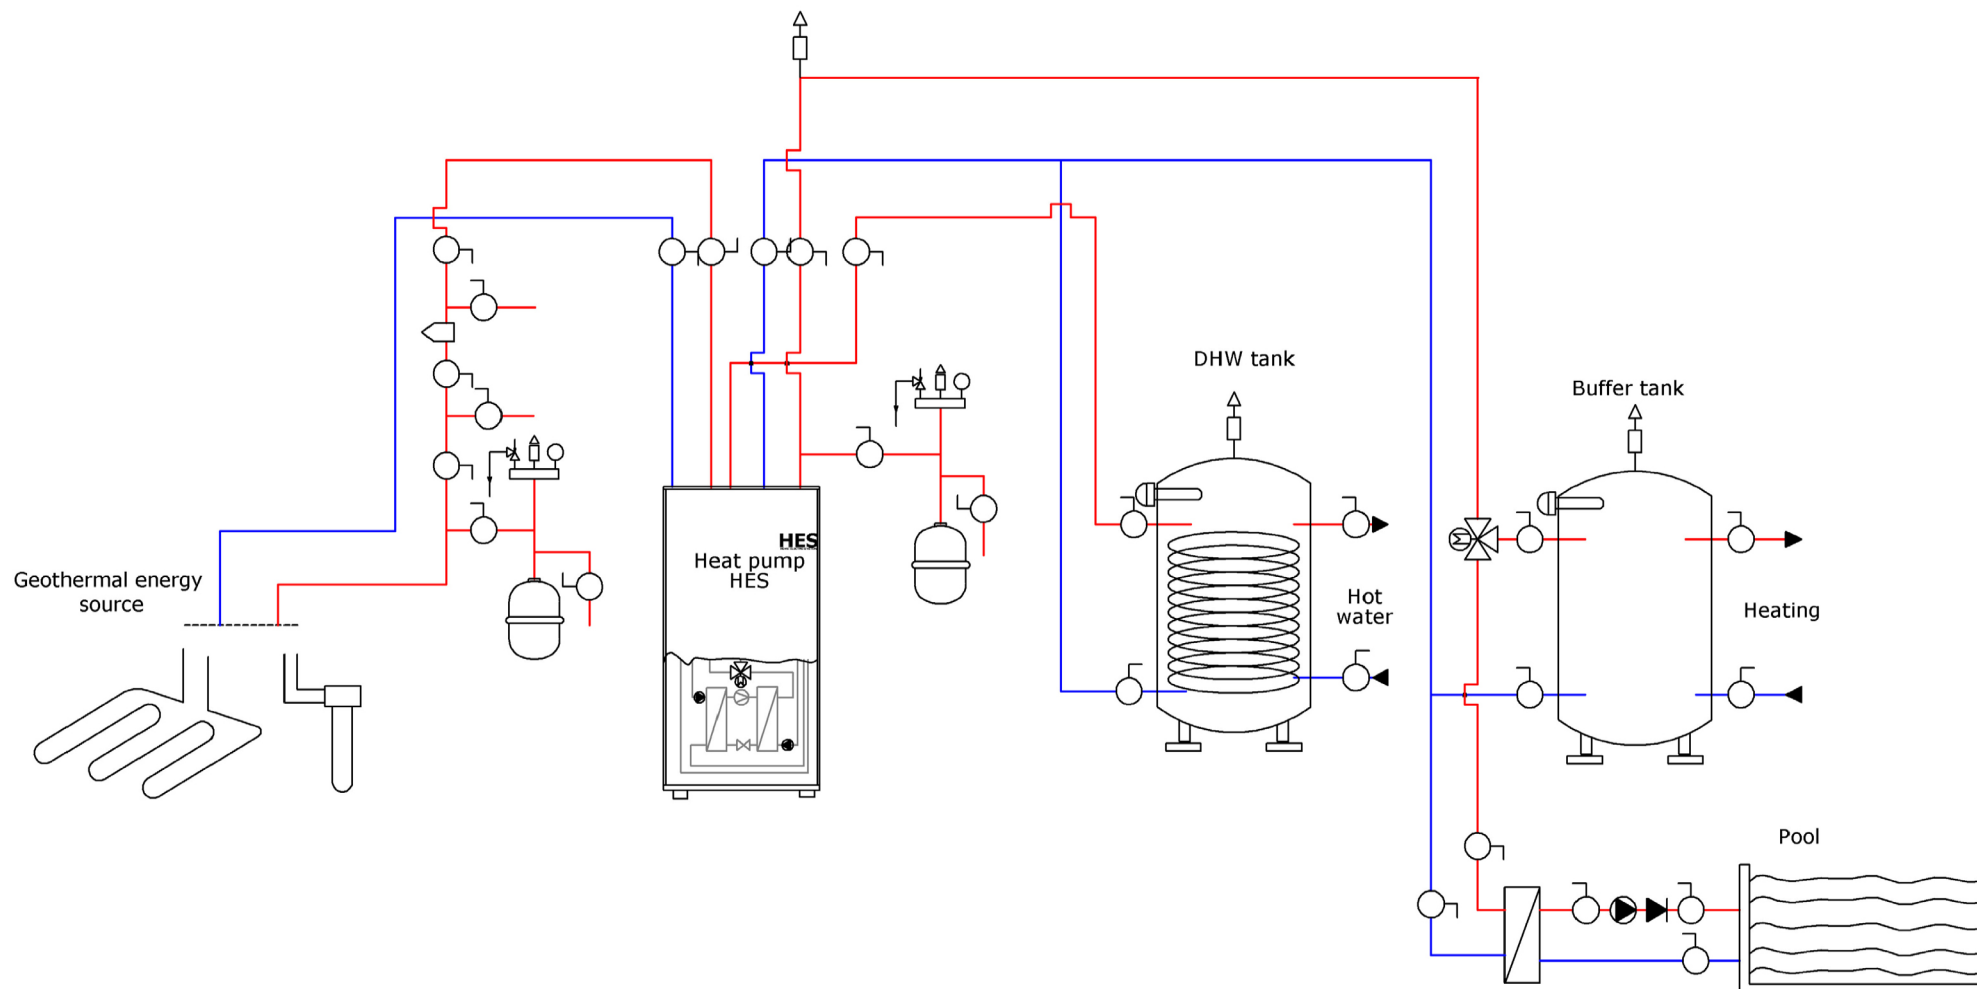 DHW tank
Buffer tank
HES
Heat pump
HES
Geothermal energy
source
Hot
water
Heating
Pool